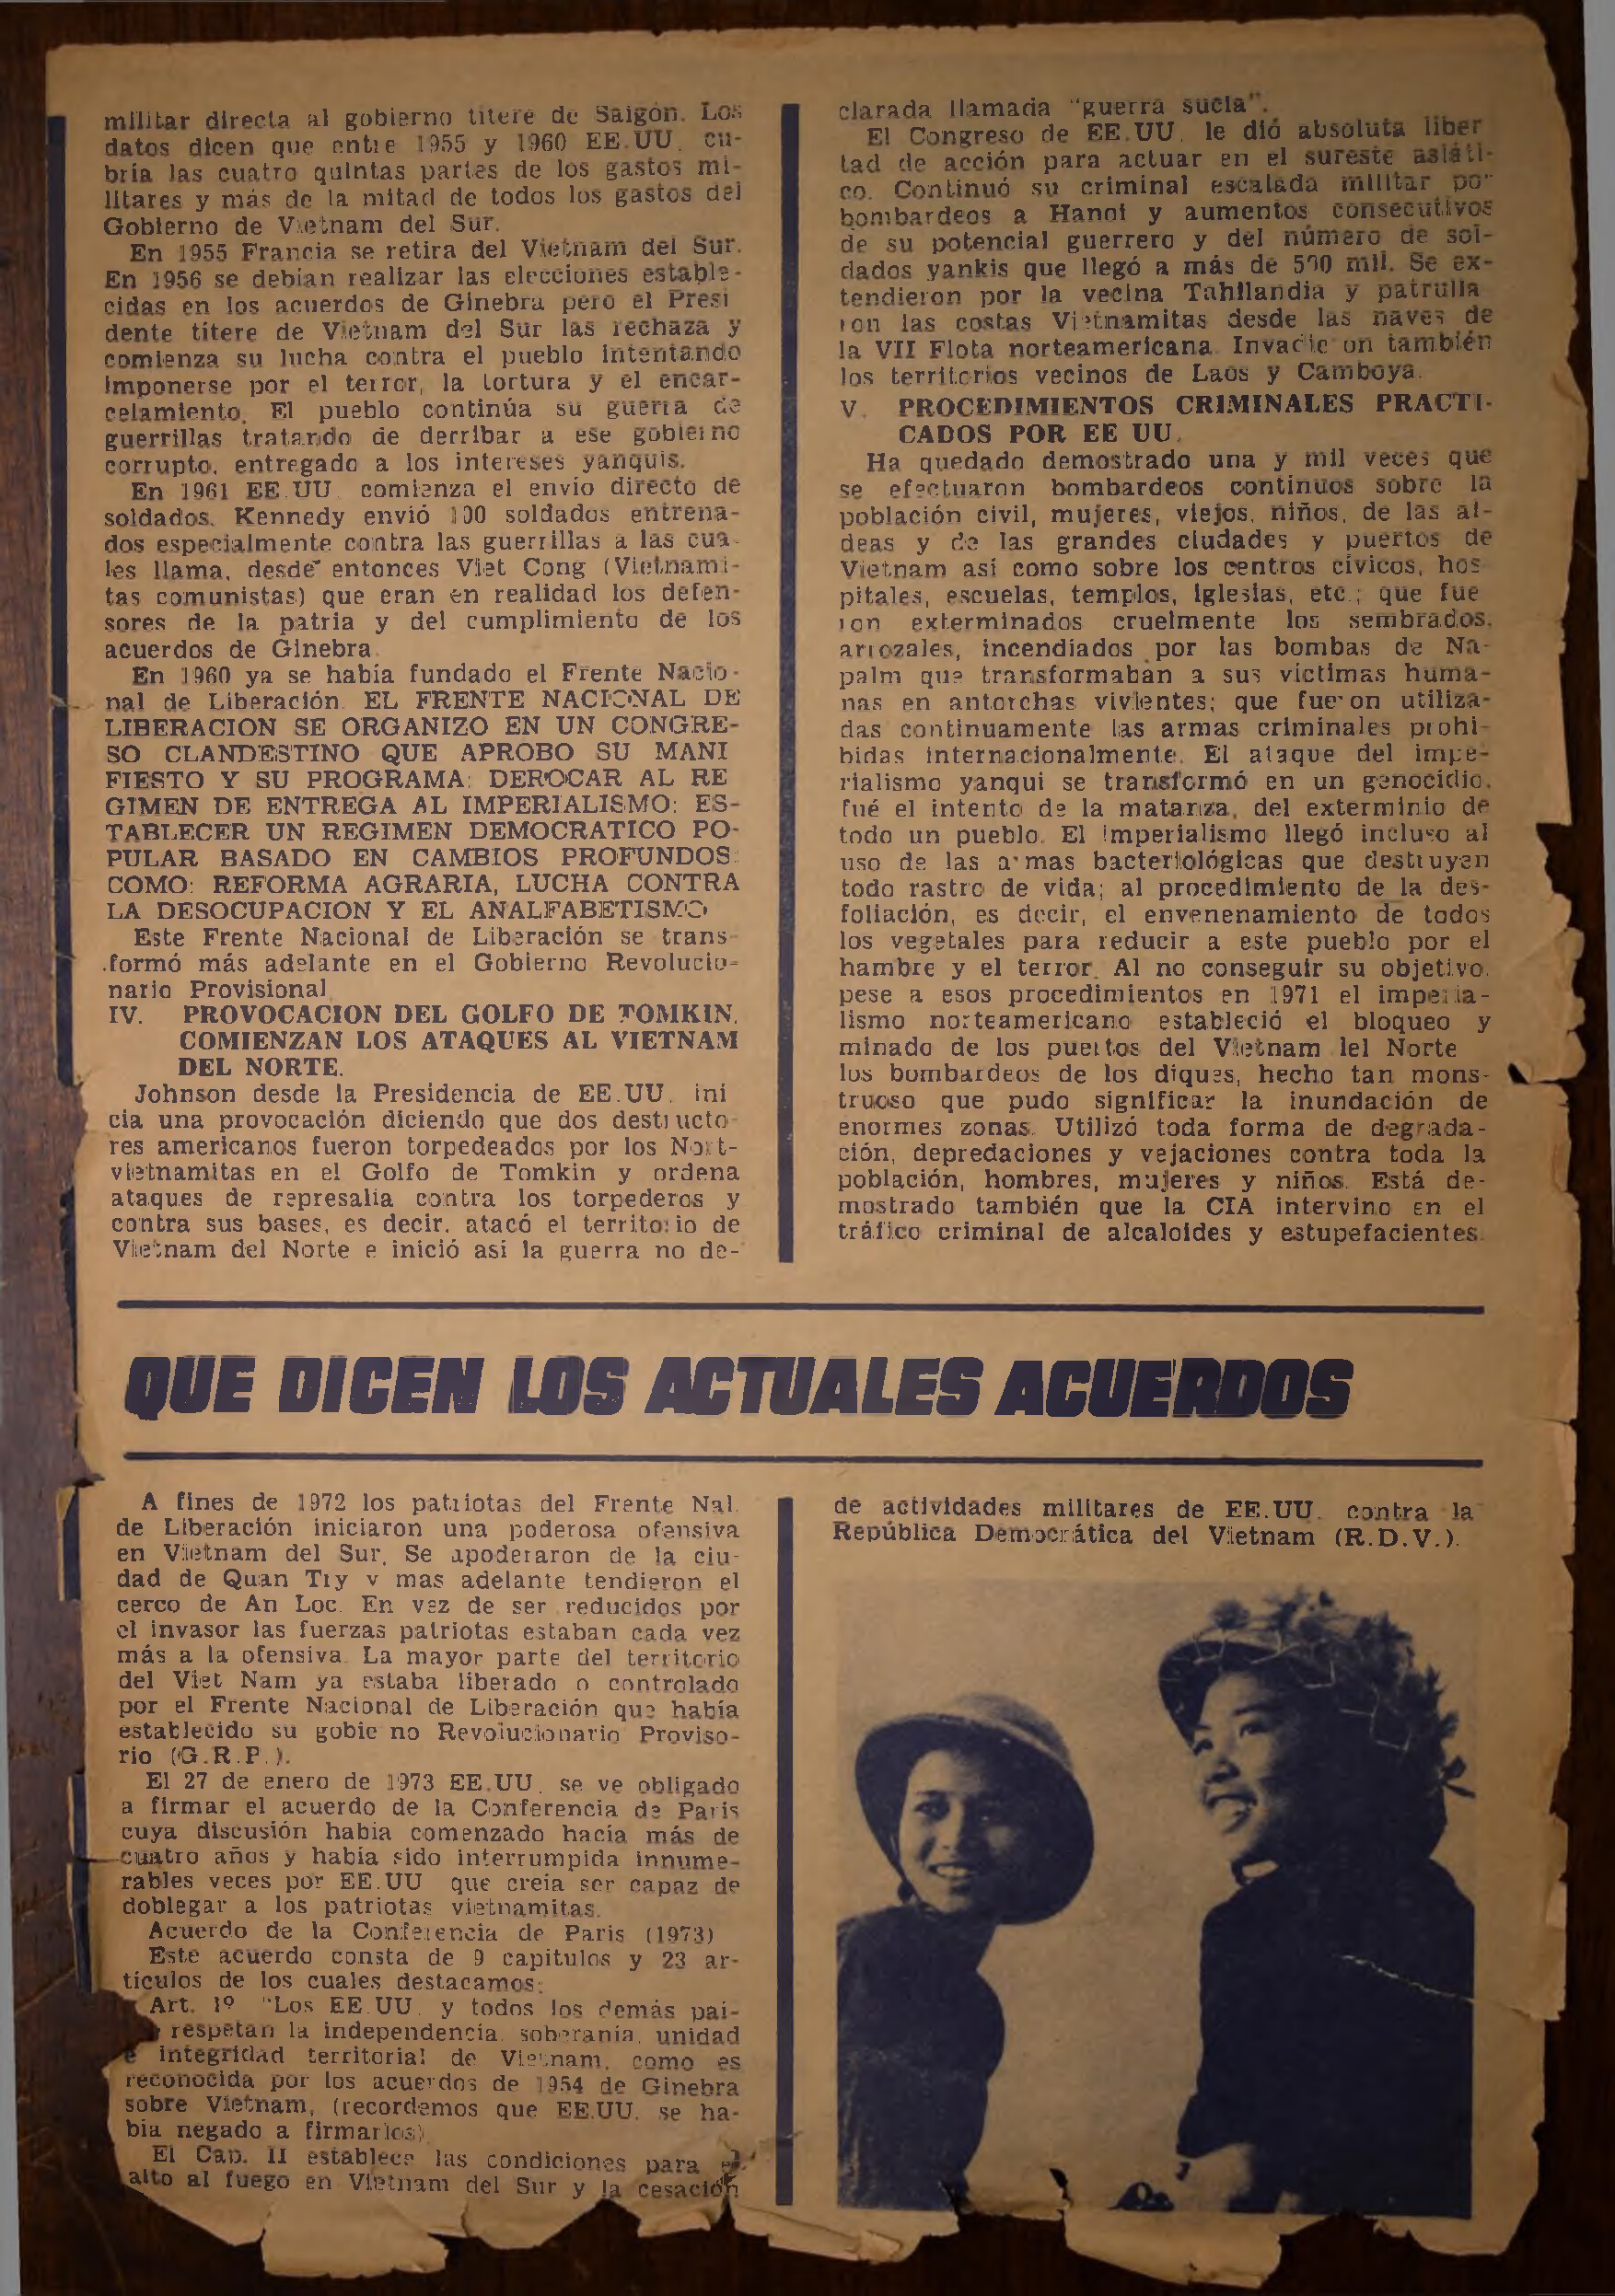 militar directa al gobierno titere de Saigón. Los
datos dicen que entre 1955 y 1960 EE.UU. cu-
bría las cuatro quintas partes de los gastos mi-
litares y más de la mitad de todos los gastos del
Gobierno de Vietnam del Sur.
En 1955 Francia se retira del Vietnam del Sur.
En 1956 se debían realizar las elecciones estable-
cidas en los acuerdos de Ginebra pero el Presi
dente titere de Vietnam del Sur las rechaza y
comienza su lucha contra el pueblo intentando
imponerse por el terror, la tortura y el encar-
celamiento. El pueblo continúa su guerra de
guerrillas tratando de derribar a ese gobierno
corrupto, entregado a los intereses yanquis.
En 1961 EE.UU. comienza el envío directo de
soldados. Kennedy envió 100 soldados entrena-
dos especialmente contra las guerrillas a las cua-
les llama, desde entonces Viet Cong (Vietnami-
tas comunistas) que eran en realidad los defen-
sores de la patria y del cumplimiento de los
acuerdos de Ginebra.
En 1960 ya se había fundado el Frente Nacio-
nal de Liberación. EL FRENTE NACIONAL DE
LIBERACION SE ORGANIZO EN UN CONGRE-
SO CLANDESTINO QUE APROBO SU MANI
FIESTO Y SU PROGRAMA: DEROCAR AL RE
GIMEN DE ENTREGA AL IMPERIALISMO: ES-
TABLECER UN REGIMEN DEMOCRATICO PO-
PULAR BASADO EN CAMBIOS PROFUNDOS
COMO: REFORMA AGRARIA, LUCHA CONTRA
LA DESOCUPACION Y EL ANALFABETISMO
Este Frente Nacional de Liberación se trans-
formó más adelante en el Gobierno Revolucio-
nario Provisional
IV. PROVOCACION DEL GOLFO DE TOMKIN.
COMIENZAN LOS ATAQUES AL VIETNAM
DEL NORTE.
Johnson desde la Presidencia de EE.UU. ini
cia una provocación diciendo que dos destructo-
res americanos fueron torpedeados por los Nort-
vietnamitas en el Golfo de Tomkin y ordena
ataques de represalia contra los torpederos y
contra sus bases, es decir, atacó el territorio de
Vietnam del Norte e inició asi la guerra no de-
clarada llamada "guerra sucia".
El Congreso de EE.UU. le dió absoluta liber
tad de acción para actuar en el sureste asiáti-
co. Continuó su criminal escalada militar por
bombardeos a Hanoi y aumentos consecutivos
de su potencial guerrero y del número de sol-
dados yankis que llegó a más de 500 mil. Se ex-
tendieron por la vecina Tahilandia y patrulla
ron las costas Vietnamitas desde las naves de
la VII Flota norteamericana. Invadieron también
los territorios vecinos de Laos y Camboya.
V. PROCEDIMIENTOS CRIMINALES PRACTI-
CADOS POR EE UU.
Ha quedado demostrado una y mil veces que
se efectuaron bombardeos continuos sobre la
población civil, mujeres, viejos, niños, de las al-
deas y de las grandes ciudades y puertos de
Vietnam así como sobre los centros cívicos, hos
pitales, escuelas, templos, iglesias, etc.; que fue
ron exterminados cruelmente los sembrados,
arrozales, incendiados por las bombas de Na-
palm que transformaban a sus víctimas huma-
nas en antorchas vivientes; que fueron utiliza-
das continuamente las armas criminales prohi-
bidas internacionalmente. El ataque del impe-
rialismo yanqui se transformó en un genocidio,
fué el intento de la matanza, del exterminio de
todo un pueblo. El Imperialismo llegó incluso al
uso de las armas bacteriológicas que destruyen
todo rastro de vida; al procedimiento de la des-
foliación, es decir, el envenenamiento de todos
los vegetales para reducir a este pueblo por el
hambre y el terror. Al no conseguir su objetivo,
pese a esos procedimientos en 1971 el imperia-
lismo norteamericano estableció el bloqueo y
minado de los puertos del Vietnam del Norte
los bombardeos de los diques, hecho tan mons-
truoso que pudo significar la inundación de
enormes zonas. Utilizó toda forma de degrada-
ción, depredaciones y vejaciones contra toda la
población, hombres, mujeres y niños. Está de-
mostrado también que la CIA intervino en el
tráfico criminal de alcaloides y estupefacientes.
QUE DICEN LOS ACTUALES ACUERDOS
A fines de 1972 los patriotas del Frente Nal.
de Liberación iniciaron una poderosa ofensiva
en Vietnam del Sur. Se apoderaron de la ciu-
dad de Quan Try y mas adelante tendieron el
cerco de An Loc. En vez de ser reducidos por
el invasor las fuerzas patriotas estaban cada vez
más a la ofensiva. La mayor parte del territorio
del Viet Nam ya estaba liberado o controlado
por el Frente Nacional de Liberación que había
establecido su gobierno Revolucionario Proviso-
rio (G.R.P.).
El 27 de enero de 1973 EE.UU. se ve obligado
a firmar el acuerdo de la Conferencia de Paris
cuya discusión habia comenzado hacía más de
cuatro años y habia sido interrumpida innume-
rables veces por EE.UU que creía ser capaz de
doblegar a los patriotas vietnamitas.
Acuerdo de la Conferencia de Paris (1973)
Este acuerdo consta de 9 capitulos y 23 ar-
tículos de los cuales destacamos:
Art. 1º "Los EE.UU. y todos los demás paí-
respetan la independencia, soberanía, unidad
e integridad territorial de Vietnam, como es
reconocida por los acuerdos de 1954 de Ginebra
sobre Vietnam, (recordemos que EE.UU. se ha-
bia negado a firmarlos)
El Cap. II establece las condiciones para el
alto al fuego en Vietnam del Sur y la cesación
de actividades militares de EE.UU. contra la
República Democrática del Vietnam (R.D.V.).